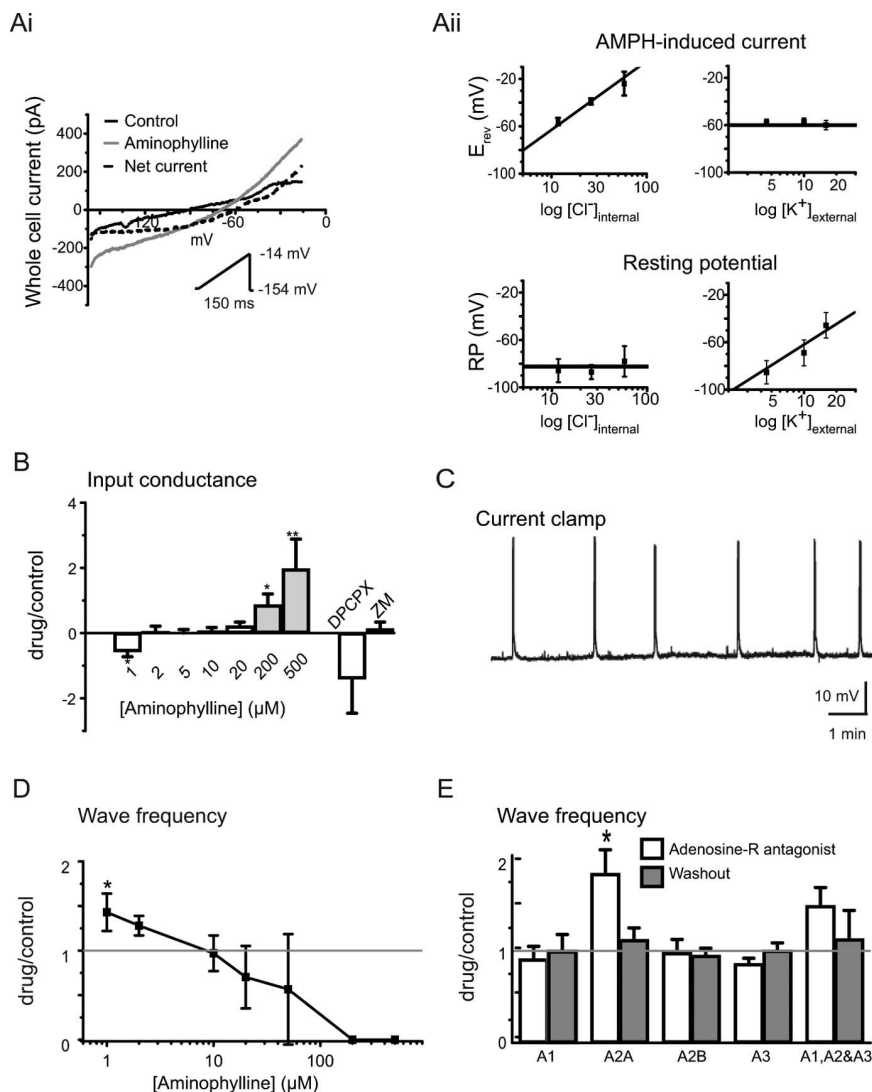 Ai
Whole cell current (pA)
400
200
0
-200
-400
Control
Aminophylline
Net current
-120
-60
0
mV
-14 mV
-154 mV
150 ms
Aii
AMPH-induced current
E_rev (mV)
-20
-60
-100
10
100
log [Cl⁻]internal
-20
-60
-100
5
10
20
log [K⁺]external
Resting potential
RP (mV)
-20
-60
-100
10
100
log [Cl⁻]internal
-20
-60
-100
5
10
20
log [K⁺]external
B
Input conductance
drug/control
4
2
0
-2
*
*
**
1
2
5
10
20
200
500
DPCPX
ZM
[Aminophylline] (µM)
C
Current clamp
10 mV
1 min
D
Wave frequency
drug/control
2
1
0
*
1
10
100
[Aminophylline] (µM)
E
Wave frequency
drug/control
2
1
0
*
Adenosine-R antagonist
Washout
A1
A2A
A2B
A3
A1,A2&A3